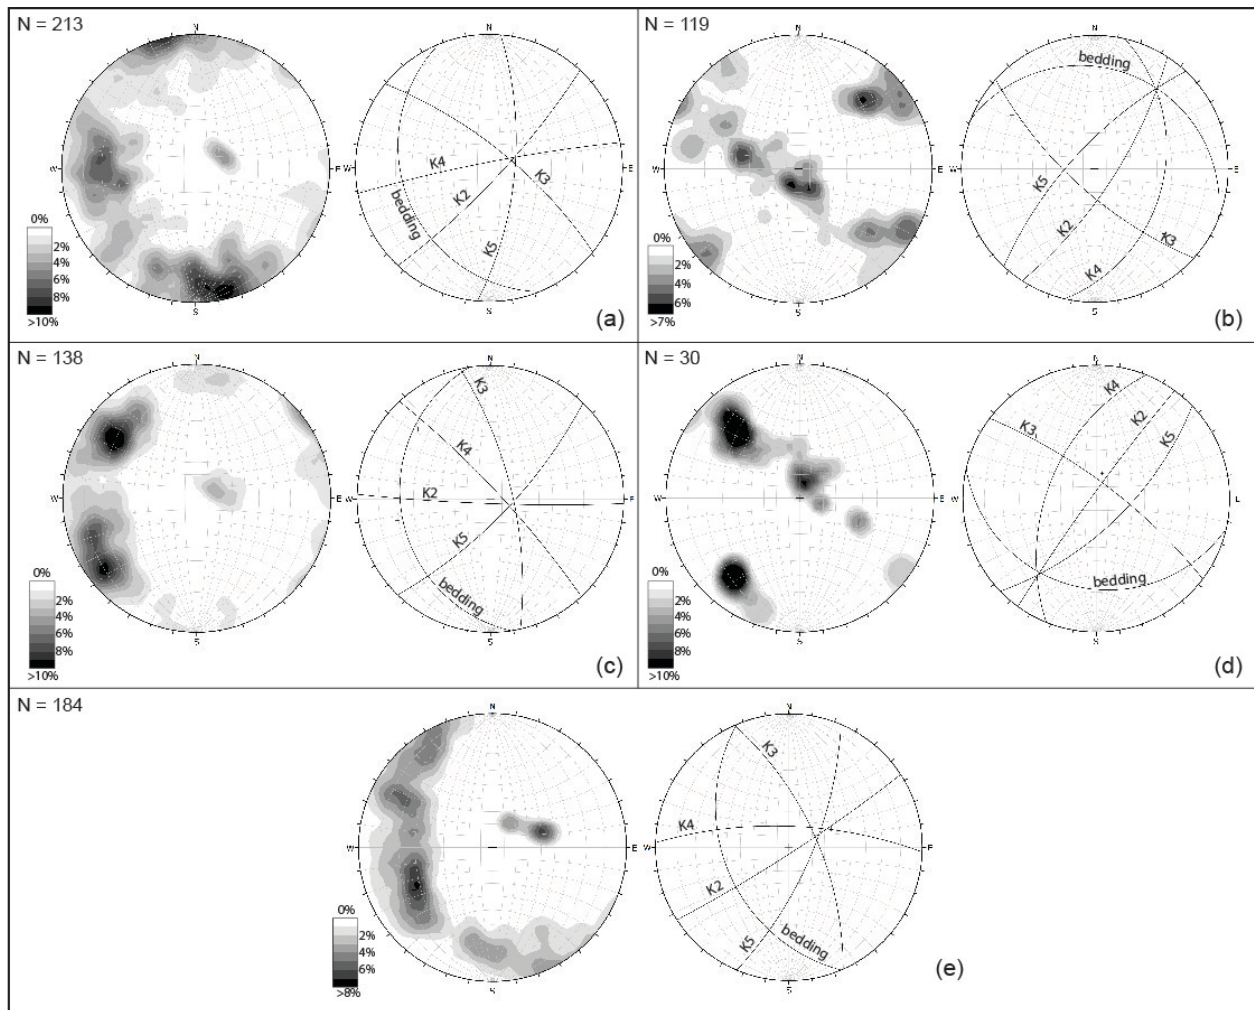 N = 213
N
W
E
S
0%
2%
4%
6%
8%
>10%
N
W
E
S
K4
K2
K3
K5
bedding
(a)
N = 119
N
W
E
S
0%
2%
4%
6%
>7%
N
W
E
S
bedding
K5
K2
K3
K4
(b)
N = 138
N
W
E
S
0%
2%
4%
6%
8%
>10%
N
W
S
K3
K4
K2
K5
bedding
(c)
N = 30
N
W
E
S
0%
2%
4%
6%
8%
>10%
N
W
S
K3
K4
K2
K5
bedding
(d)
N = 184
N
W
E
S
0%
2%
4%
6%
>8%
N
W
S
K3
K4
K2
K5
bedding
(e)